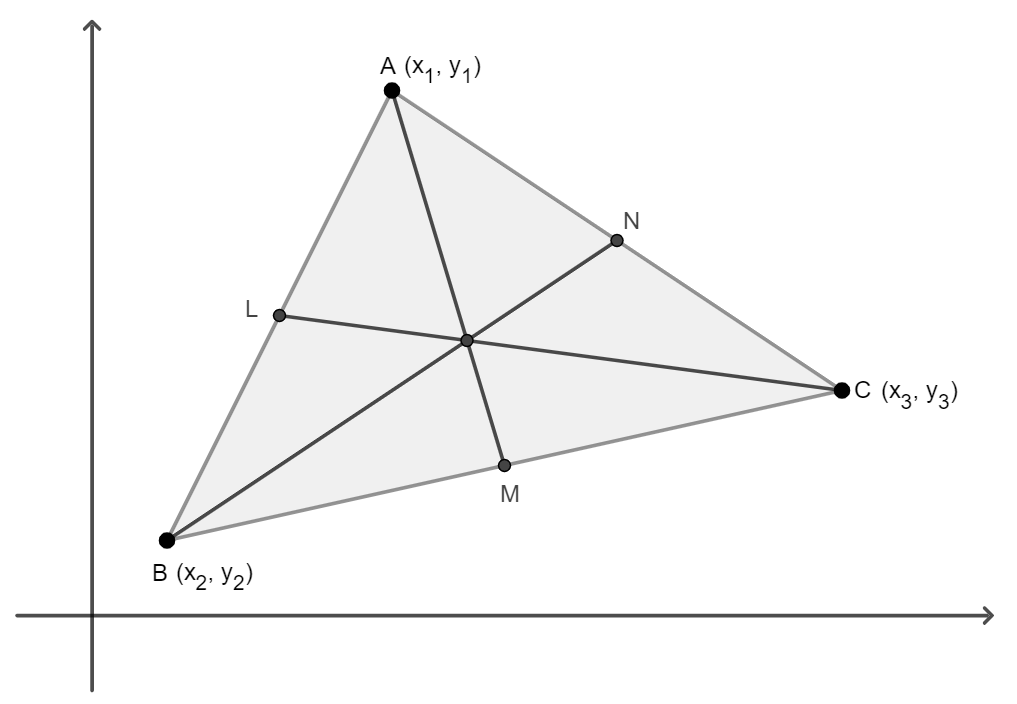 A (x₁, y₁)
N
L
C (x₃, y₃)
M
B (x₂, y₂)